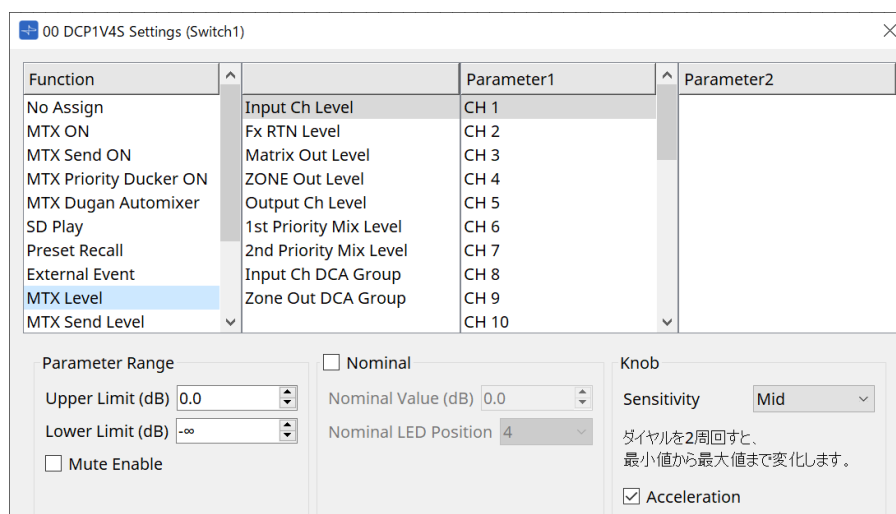 00 DCP1V4S Settings (Switch1)
Function
Parameter1
Parameter2
No Assign
MTX ON
MTX Send ON
MTX Priority Ducker ON
MTX Dugan Automixer
SD Play
Preset Recall
External Event
MTX Level
MTX Send Level
Input Ch Level
Fx RTN Level
Matrix Out Level
ZONE Out Level
Output Ch Level
1st Priority Mix Level
2nd Priority Mix Level
Input Ch DCA Group
Zone Out DCA Group
CH 1
CH 2
CH 3
CH 4
CH 5
CH 6
CH 7
CH 8
CH 9
CH 10
Parameter Range
Upper Limit (dB) 0.0
Lower Limit (dB) -∞
Mute Enable
Nominal
Nominal Value (dB) 0.0
Nominal LED Position 4
Knob
Sensitivity Mid
ダイヤルを2周回すと、
最小値から最大値まで変化します。
Acceleration